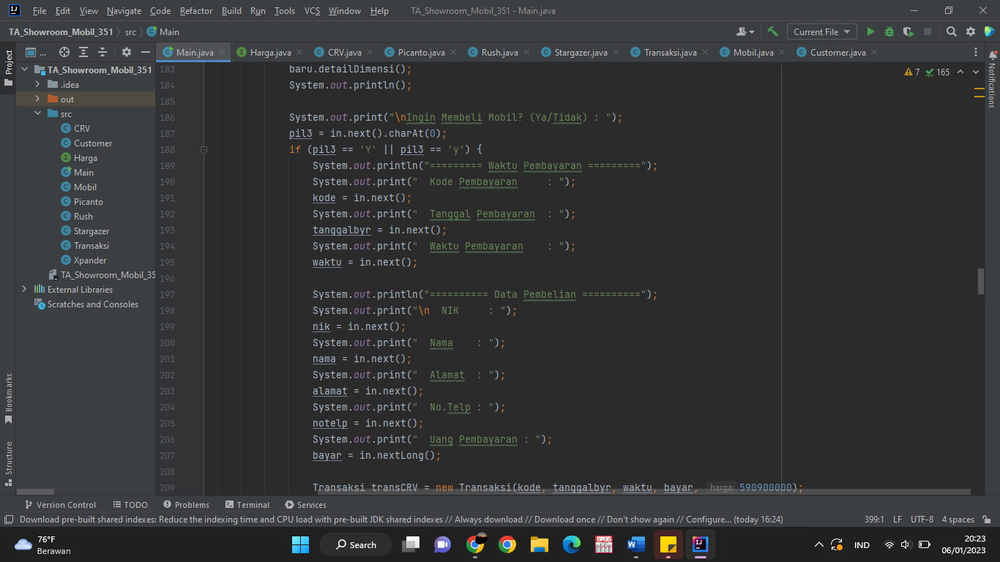 File Edit View Navigate Code Refactor Build Run Tools VCS Window Help TA_Showroom_Mobil_351 - Main.java
TA_Showroom_Mobil_351 src Main Current File
Project ... Main.java Harga.java CRV.java Picanto.java Rush.java Stargazer.java Transaksi.java Mobil.java Customer.java
Notifications
7 165
TA_Showroom_Mobil_351
.idea
out
src
CRV
Customer
Harga
Main
Mobil
Picanto
Rush
Stargazer
Transaksi
Xpander
TA_Showroom_Mobil_35
External Libraries
Scratches and Consoles
Bookmarks
Structure
183 baru.detailDimensi();
184 System.out.println();
185
186 System.out.print("\nIngin Membeli Mobil? (Ya/Tidak) : ");
187 pil3 = in.next().charAt(0);
188 if (pil3 == 'Y' || pil3 == 'y') {
189 System.out.println("========= Waktu Pembayaran =========");
190 System.out.print("  Kode Pembayaran     : ");
191 kode = in.next();
192 System.out.print("  Tanggal Pembayaran  : ");
193 tanggalbyr = in.next();
194 System.out.print("  Waktu Pembayaran    : ");
195 waktu = in.next();
196
197 System.out.println("========== Data Pembelian ==========");
198 System.out.print("\n  NIK     : ");
199 nik = in.next();
200 System.out.print("  Nama    : ");
201 nama = in.next();
202 System.out.print("  Alamat  : ");
203 alamat = in.next();
204 System.out.print("  No.Telp : ");
205 notelp = in.next();
206 System.out.print("  Uang Pembayaran : ");
207 bayar = in.nextLong();
208
209 Transaksi transCRV = new Transaksi(kode, tanggalbyr, waktu, bayar, harga: 590900000);
Version Control TODO Problems Terminal Services
Download pre-built shared indexes: Reduce the indexing time and CPU load with pre-built JDK shared indexes // Always download // Download once // Don't show again // Configure... (today 16:24) 399:1 LF UTF-8 4 spaces
76°F
Berawan
Search
SPSS
IND
20:23
06/01/2023